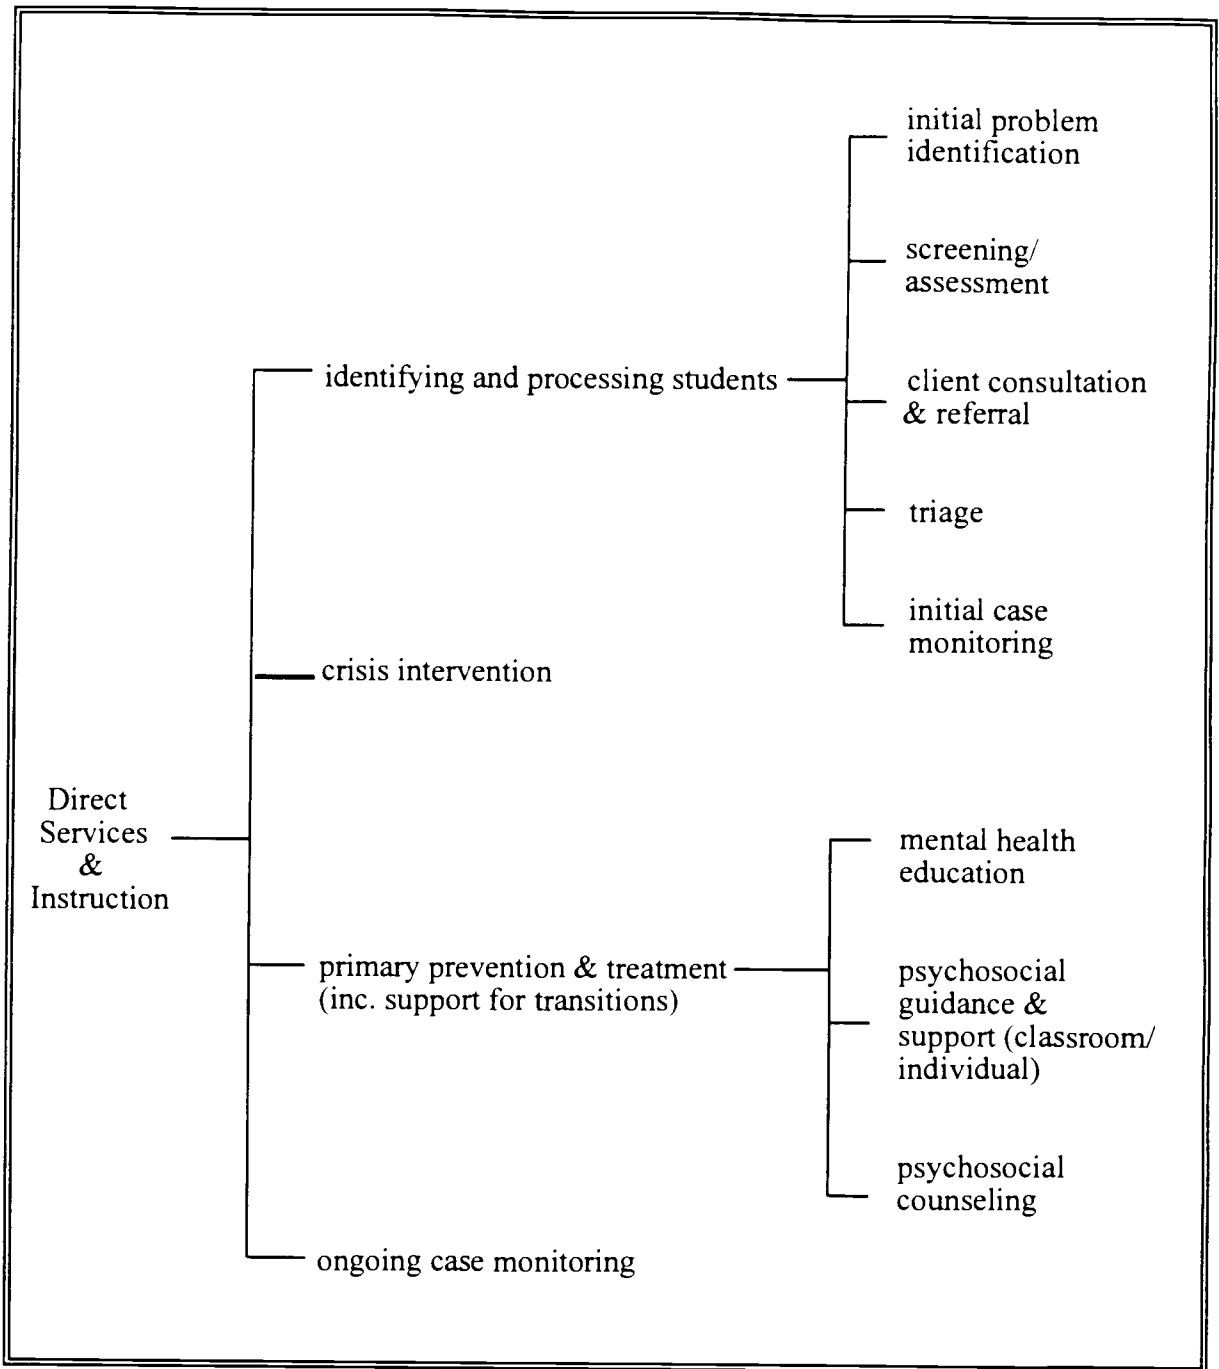 initial problem
identification
screening/
assessment
identifying and processing students
client consultation
& referral
triage
initial case
monitoring
crisis intervention
Direct
Services
&
Instruction
mental health
education
primary prevention & treatment
(inc. support for transitions)
psychosocial
guidance &
support (classroom/
individual)
psychosocial
counseling
ongoing case monitoring